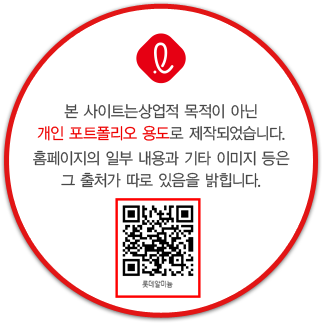 본 사이트는상업적 목적이 아닌
개인 포트폴리오 용도로 제작되었습니다.
홈페이지의 일부 내용과 기타 이미지 등은
그 출처가 따로 있음을 밝힙니다.
롯데알미늄